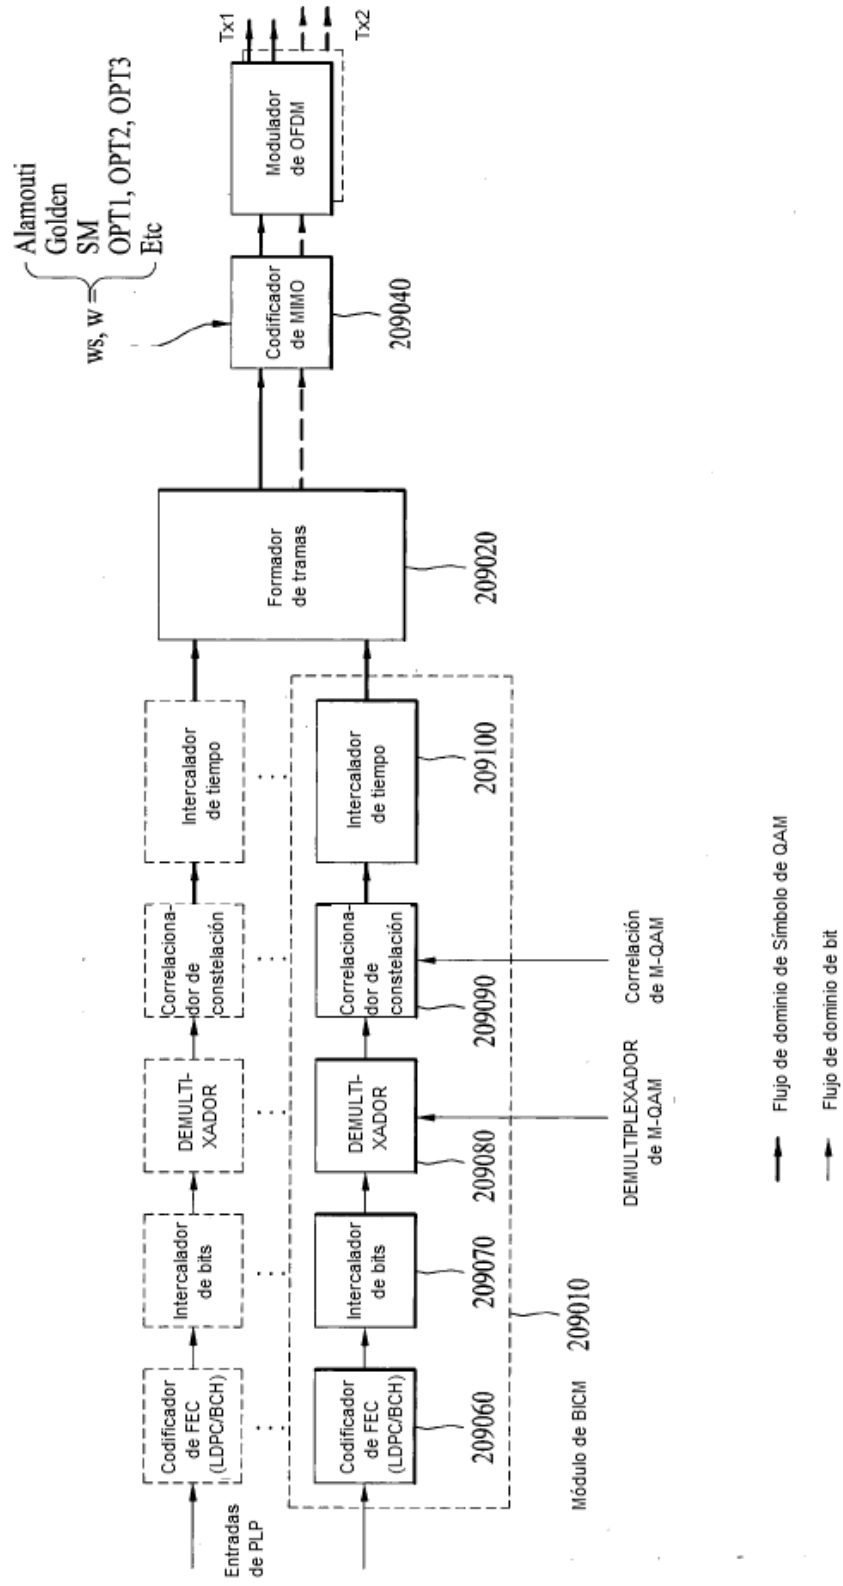 Entradas
de PLP
Codificador
de FEC
(LDPC/BCH)
Intercalador
de bits
DEMULTI-
XADOR
Correlaciona-
dor de
constelación
Intercalador
de tiempo
Codificador
de FEC
(LDPC/BCH)
209060
Intercalador
de bits
209070
DEMULTI-
XADOR
209080
Correlaciona-
dor de
constelación
209090
Intercalador
de tiempo
209100
Módulo de BICM
209010
DEMULTIPLEXADOR
de M-QAM
Correlación
de M-QAM
Formador
de tramas
209020
ws, w =
Alamouti
Golden
SM
OPT1, OPT2, OPT3
Etc
Codificador
de MIMO
209040
Modulador
de OFDM
Tx1
Tx2
Flujo de dominio de Símbolo de QAM
Flujo de dominio de bit